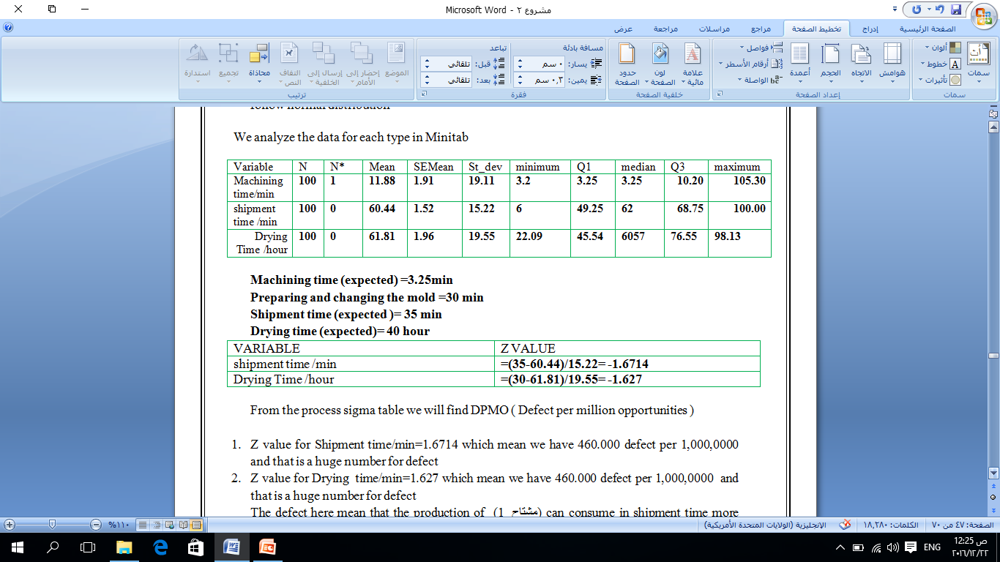 مشروع ٢ - Microsoft Word
الصفحة الرئيسية إدراج تخطيط الصفحة مراجع مراسلات مراجعة عرض
سمات
ألوان
خطوط
تأثيرات
سمات
هوامش
الاتجاه
الحجم
أعمدة
فواصل
أرقام الأسطر
الواصلة
إعداد الصفحة
علامة مائية
لون الصفحة
حدود الصفحة
خلفية الصفحة
مسافة بادئة
يسار: ٠ سم
يمين: ٠,٣ سم
تباعد
قبل: تلقائي
بعد: تلقائي
فقرة
الموضع
إحضار إلى الأمام
إرسال إلى الخلفية
التفاف النص
محاذاة
تجميع
استدارة
ترتيب
follow normal distribution
We analyze the data for each type in Minitab
Variable N N* Mean SEMean St_dev minimum Q1 median Q3 maximum
Machining time/min 100 1 11.88 1.91 19.11 3.2 3.25 3.25 10.20 105.30
shipment time /min 100 0 60.44 1.52 15.22 6 49.25 62 68.75 100.00
Drying Time /hour 100 0 61.81 1.96 19.55 22.09 45.54 6057 76.55 98.13
Machining time (expected) =3.25min
Preparing and changing the mold =30 min
Shipment time (expected )= 35 min
Drying time (expected)= 40 hour
VARIABLE Z VALUE
shipment time /min =(35-60.44)/15.22= -1.6714
Drying Time /hour =(30-61.81)/19.55= -1.627
From the process sigma table we will find DPMO ( Defect per million opportunities )
1. Z value for Shipment time/min=1.6714 which mean we have 460.000 defect per 1,000,0000
and that is a huge number for defect
2. Z value for Drying time/min=1.627 which mean we have 460.000 defect per 1,000,0000 and
that is a huge number for defect
The defect here mean that the production of (مشتاح 1) can consume in shipment time more
الصفحة: ٤٧ من ٧٠ الكلمات: ١٨,٢٨٠ الإنجليزية (الولايات المتحدة الأمريكية) %١١٠
ENG
12:25 ص
٢٠١٦/١٢/٢٢